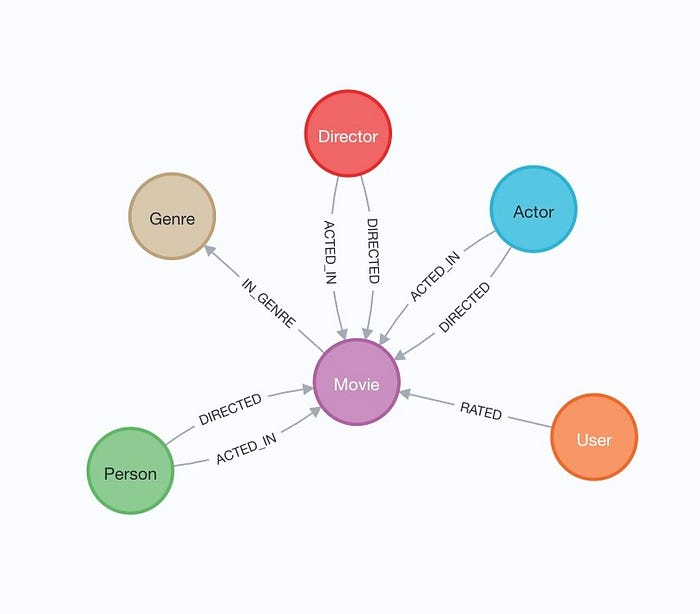 Director
Genre
Actor
ACTED_IN
DIRECTED
ACTED_IN
DIRECTED
IN_GENRE
Movie
DIRECTED
ACTED_IN
RATED
User
Person